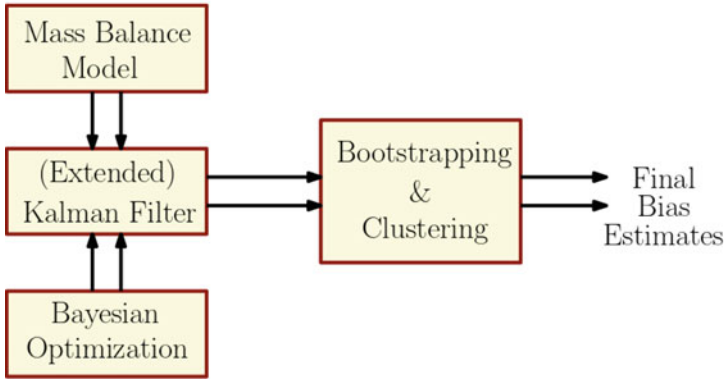 Mass Balance
Model
(Extended)
Kalman Filter
Bayesian
Optimization
Bootstrapping
&
Clustering
Final
Bias
Estimates